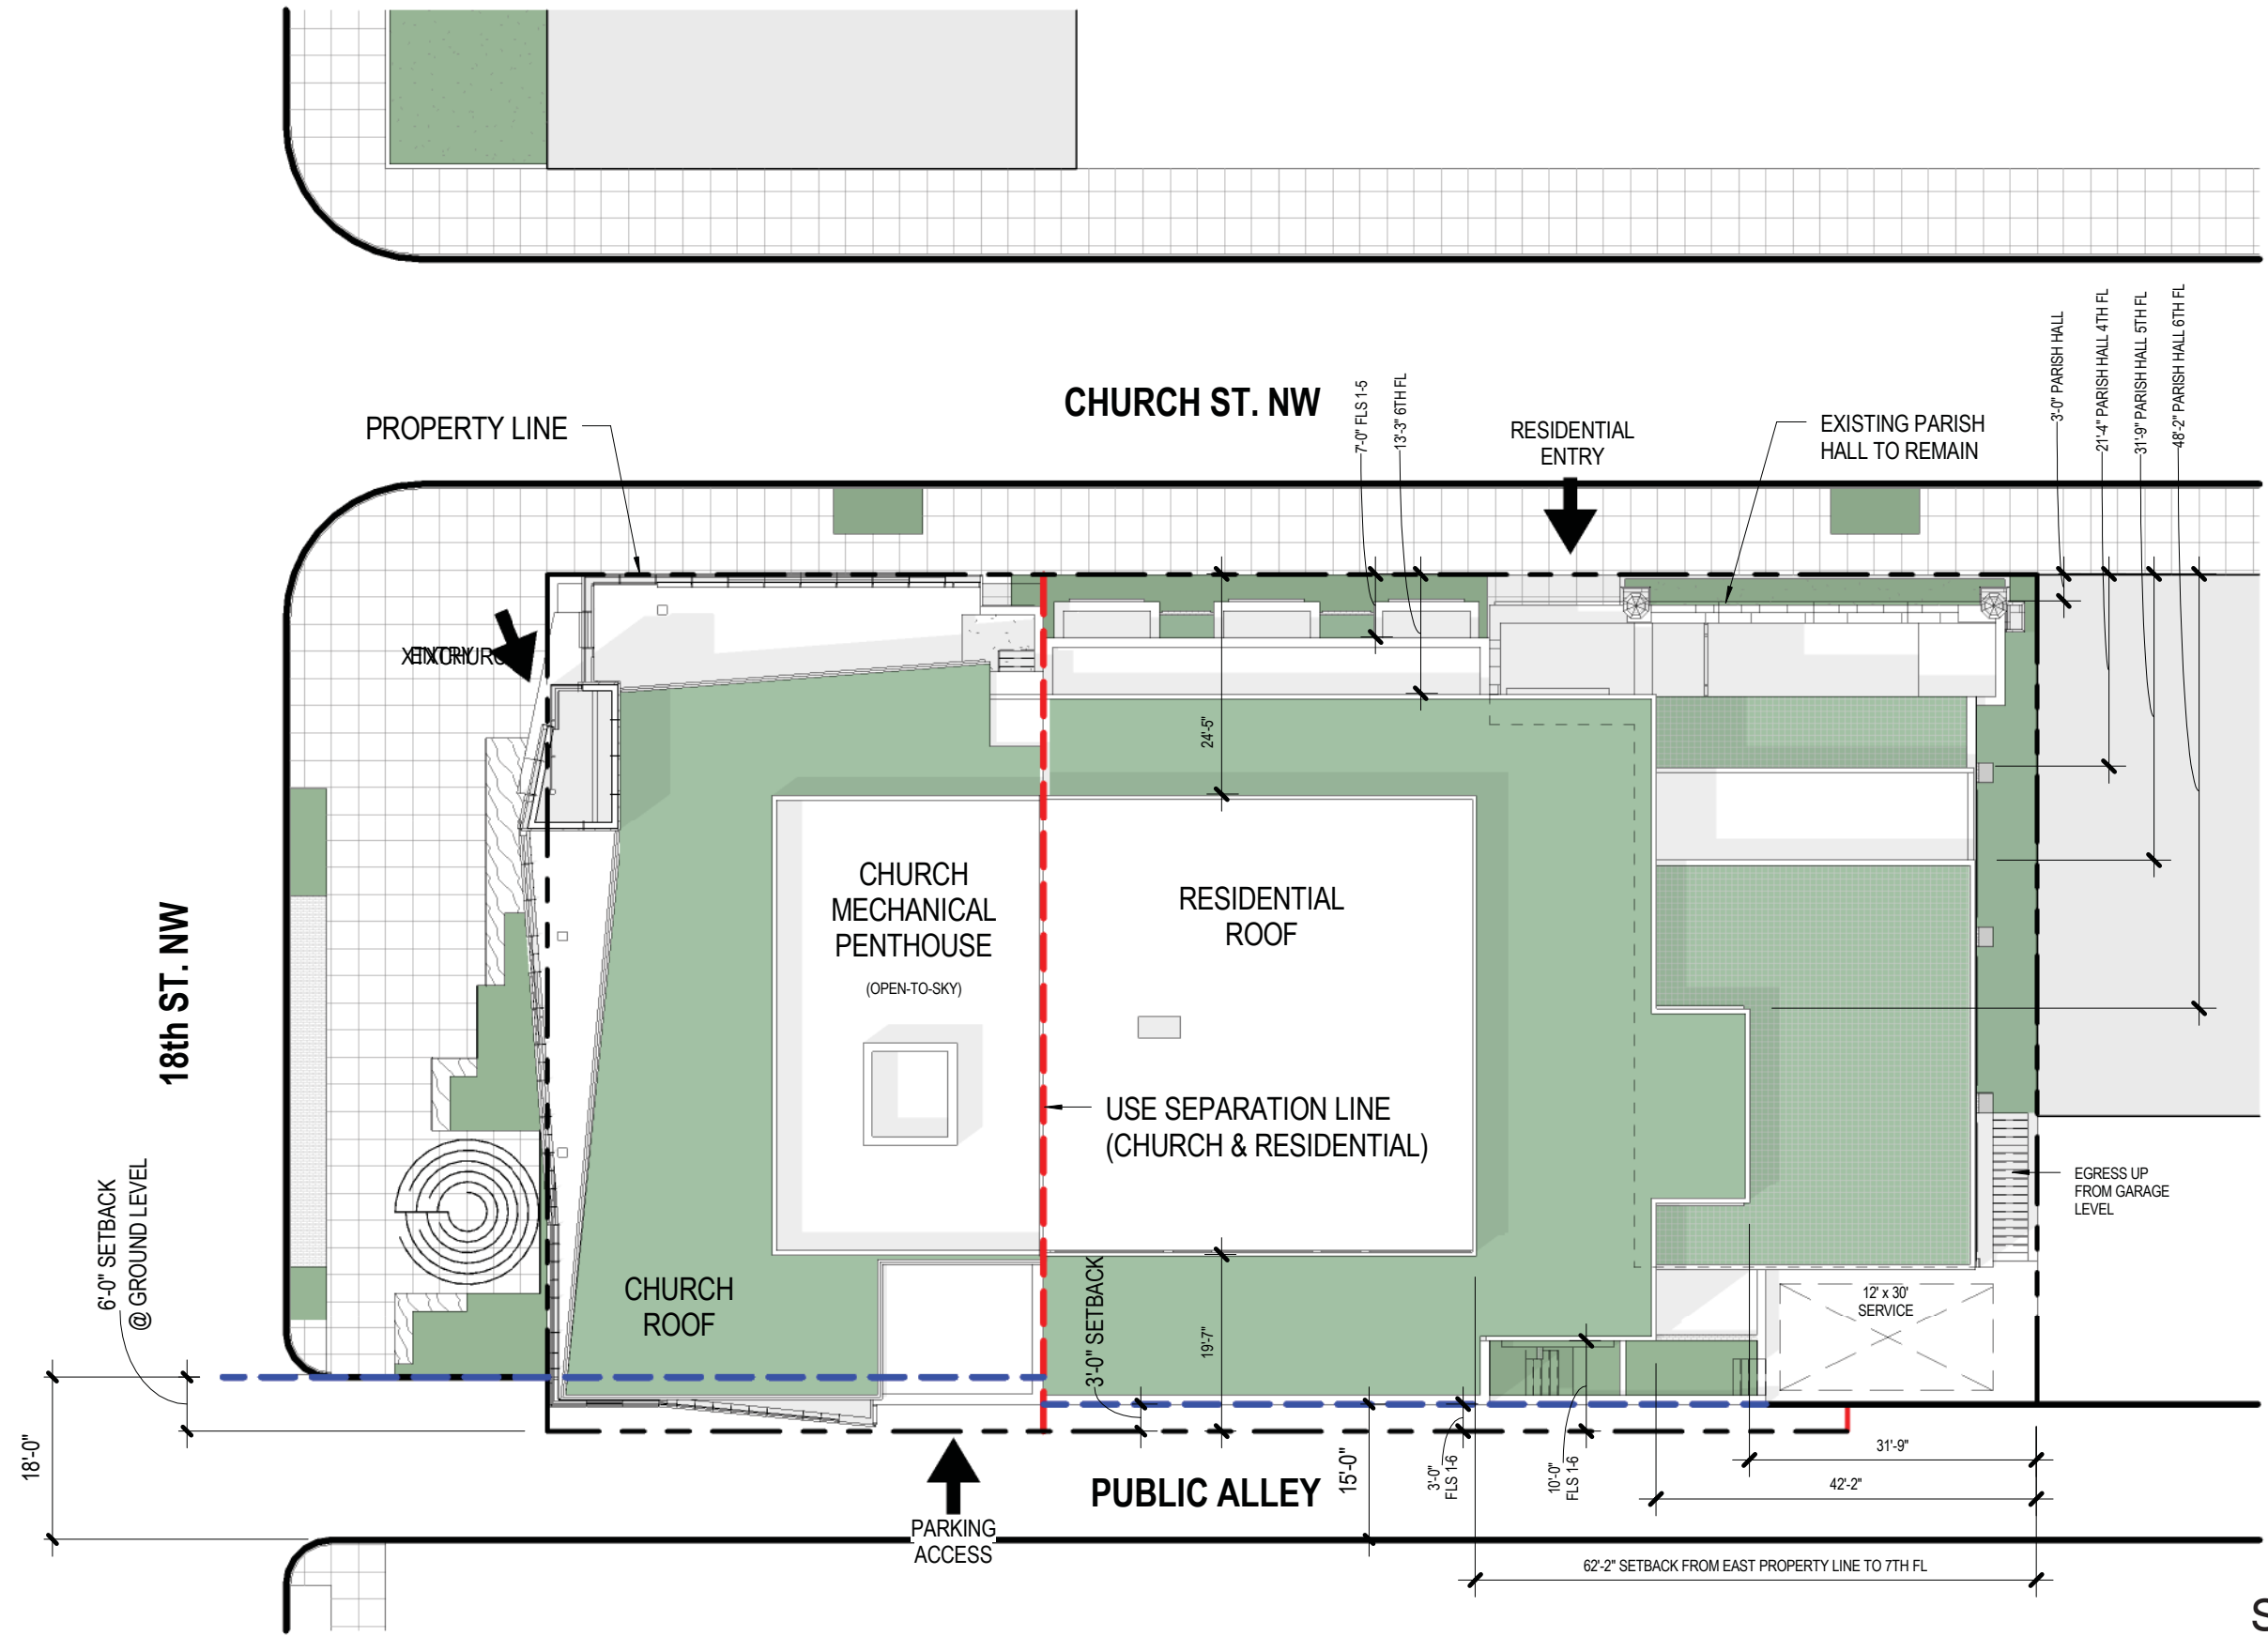 CHURCH ST. NW
PROPERTY LINE
7'-0" FLS 1-5
13'-3" 6TH FL
RESIDENTIAL
ENTRY
EXISTING PARISH
HALL TO REMAIN
3'-0" PARISH HALL
21'-4" PARISH HALL 4TH FL
31'-9" PARISH HALL 5TH FL
48'-2" PARISH HALL 6TH FL
ENTRY
24'-5"
CHURCH
MECHANICAL
PENTHOUSE
(OPEN-TO-SKY)
RESIDENTIAL
ROOF
18th ST. NW
USE SEPARATION LINE
(CHURCH & RESIDENTIAL)
6'-0" SETBACK
@ GROUND LEVEL
EGRESS UP
FROM GARAGE
LEVEL
CHURCH
ROOF
3'-0" SETBACK
19'-7"
12' x 30'
SERVICE
18'-0"
PUBLIC ALLEY
15'-0"
3'-0"
FLS 1-6
10'-0"
FLS 1-6
31'-9"
42'-2"
PARKING
ACCESS
62'-2" SETBACK FROM EAST PROPERTY LINE TO 7TH FL
S